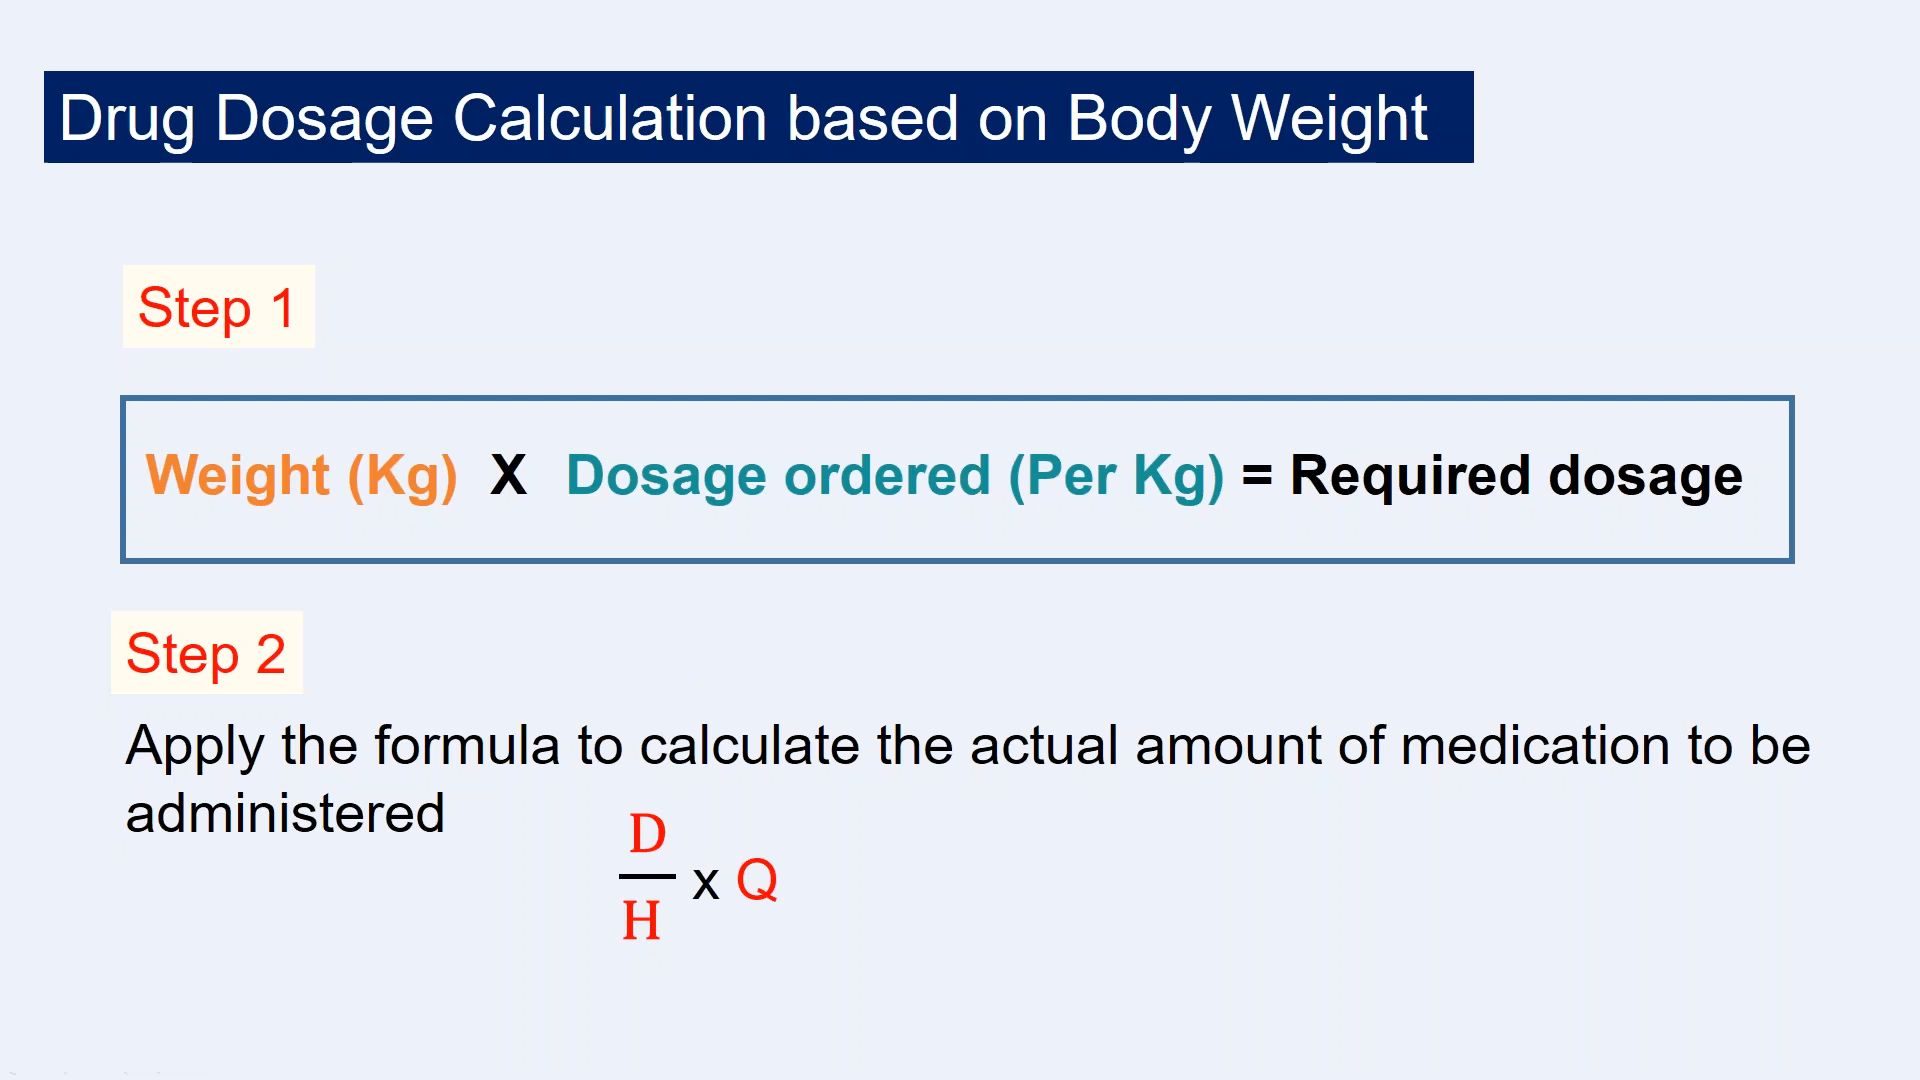 Drug Dosage Calculation based on Body Weight
Step 1
Weight (Kg) X Dosage ordered (Per Kg) = Required dosage
Step 2
Apply the formula to calculate the actual amount of medication to be
administered
D
H
x Q